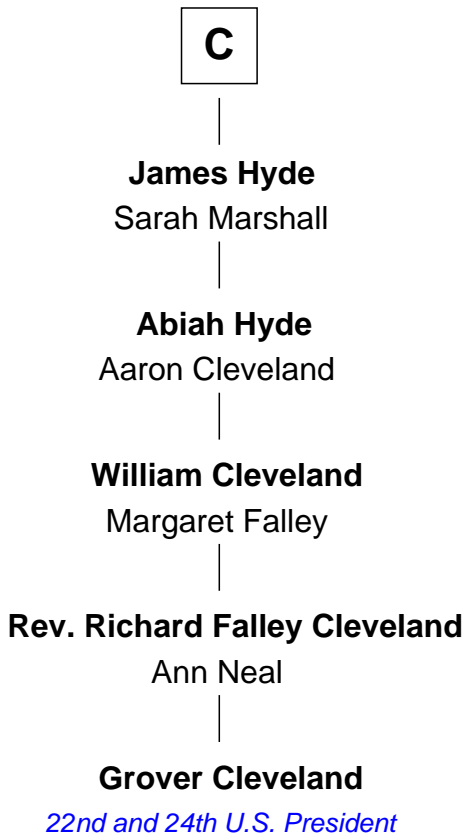 C
James Hyde
Sarah Marshall
Abiah Hyde
Aaron Cleveland
William Cleveland
Margaret Falley
Rev. Richard Falley Cleveland
Ann Neal
Grover Cleveland
22nd and 24th U.S. President